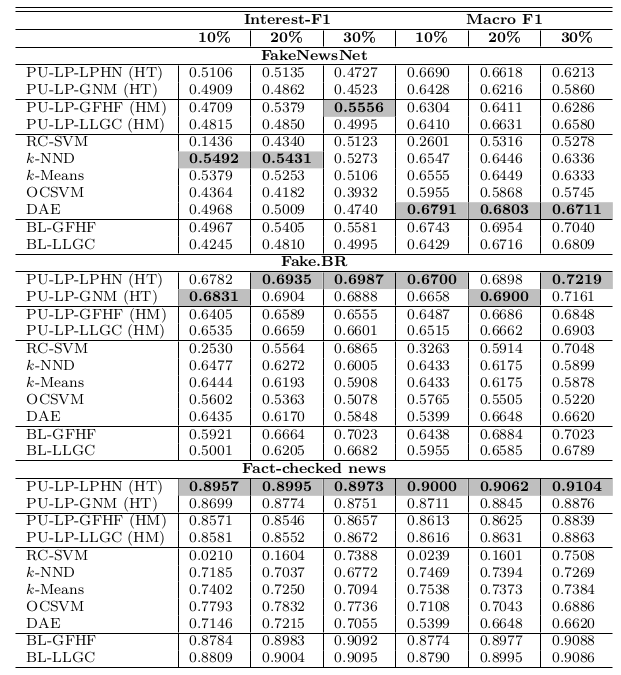 Interest-F1 Macro F1
10% 20% 30% 10% 20% 30%
FakeNewsNet
PU-LP-LPHN (HT) 0.5106 0.5135 0.4727 0.6690 0.6618 0.6213
PU-LP-GNM (HT) 0.4909 0.4862 0.4523 0.6428 0.6216 0.5860
PU-LP-GFHF (HM) 0.4709 0.5379 0.5556 0.6304 0.6411 0.6286
PU-LP-LLGC (HM) 0.4815 0.4850 0.4995 0.6410 0.6631 0.6580
RC-SVM 0.1436 0.4340 0.5123 0.2601 0.5316 0.5278
k-NND 0.5492 0.5431 0.5273 0.6547 0.6446 0.6336
k-Means 0.5379 0.5253 0.5106 0.6555 0.6449 0.6333
OCSVM 0.4364 0.4182 0.3932 0.5955 0.5868 0.5745
DAE 0.4968 0.5009 0.4740 0.6791 0.6803 0.6711
BL-GFHF 0.4967 0.5405 0.5581 0.6743 0.6954 0.7040
BL-LLGC 0.4245 0.4810 0.4995 0.6429 0.6716 0.6809
Fake.BR
PU-LP-LPHN (HT) 0.6782 0.6935 0.6987 0.6700 0.6898 0.7219
PU-LP-GNM (HT) 0.6831 0.6904 0.6888 0.6658 0.6900 0.7161
PU-LP-GFHF (HM) 0.6405 0.6589 0.6555 0.6487 0.6686 0.6848
PU-LP-LLGC (HM) 0.6535 0.6659 0.6601 0.6515 0.6662 0.6903
RC-SVM 0.2530 0.5564 0.6865 0.3263 0.5914 0.7048
k-NND 0.6477 0.6272 0.6005 0.6433 0.6175 0.5899
k-Means 0.6444 0.6193 0.5908 0.6433 0.6175 0.5878
OCSVM 0.5602 0.5363 0.5078 0.5765 0.5505 0.5220
DAE 0.6435 0.6170 0.5848 0.5399 0.6648 0.6620
BL-GFHF 0.5921 0.6664 0.7023 0.6438 0.6884 0.7023
BL-LLGC 0.5001 0.6205 0.6682 0.5955 0.6585 0.6789
Fact-checked news
PU-LP-LPHN (HT) 0.8957 0.8995 0.8973 0.9000 0.9062 0.9104
PU-LP-GNM (HT) 0.8699 0.8774 0.8751 0.8711 0.8845 0.8876
PU-LP-GFHF (HM) 0.8571 0.8546 0.8657 0.8613 0.8625 0.8839
PU-LP-LLGC (HM) 0.8581 0.8552 0.8672 0.8616 0.8631 0.8863
RC-SVM 0.0210 0.1604 0.7388 0.0239 0.1601 0.7508
k-NND 0.7185 0.7037 0.6772 0.7469 0.7394 0.7269
k-Means 0.7402 0.7250 0.7094 0.7538 0.7373 0.7384
OCSVM 0.7793 0.7832 0.7736 0.7108 0.7043 0.6886
DAE 0.7146 0.7215 0.7055 0.5399 0.6648 0.6620
BL-GFHF 0.8784 0.8983 0.9092 0.8774 0.8977 0.9088
BL-LLGC 0.8809 0.9004 0.9095 0.8790 0.8995 0.9086